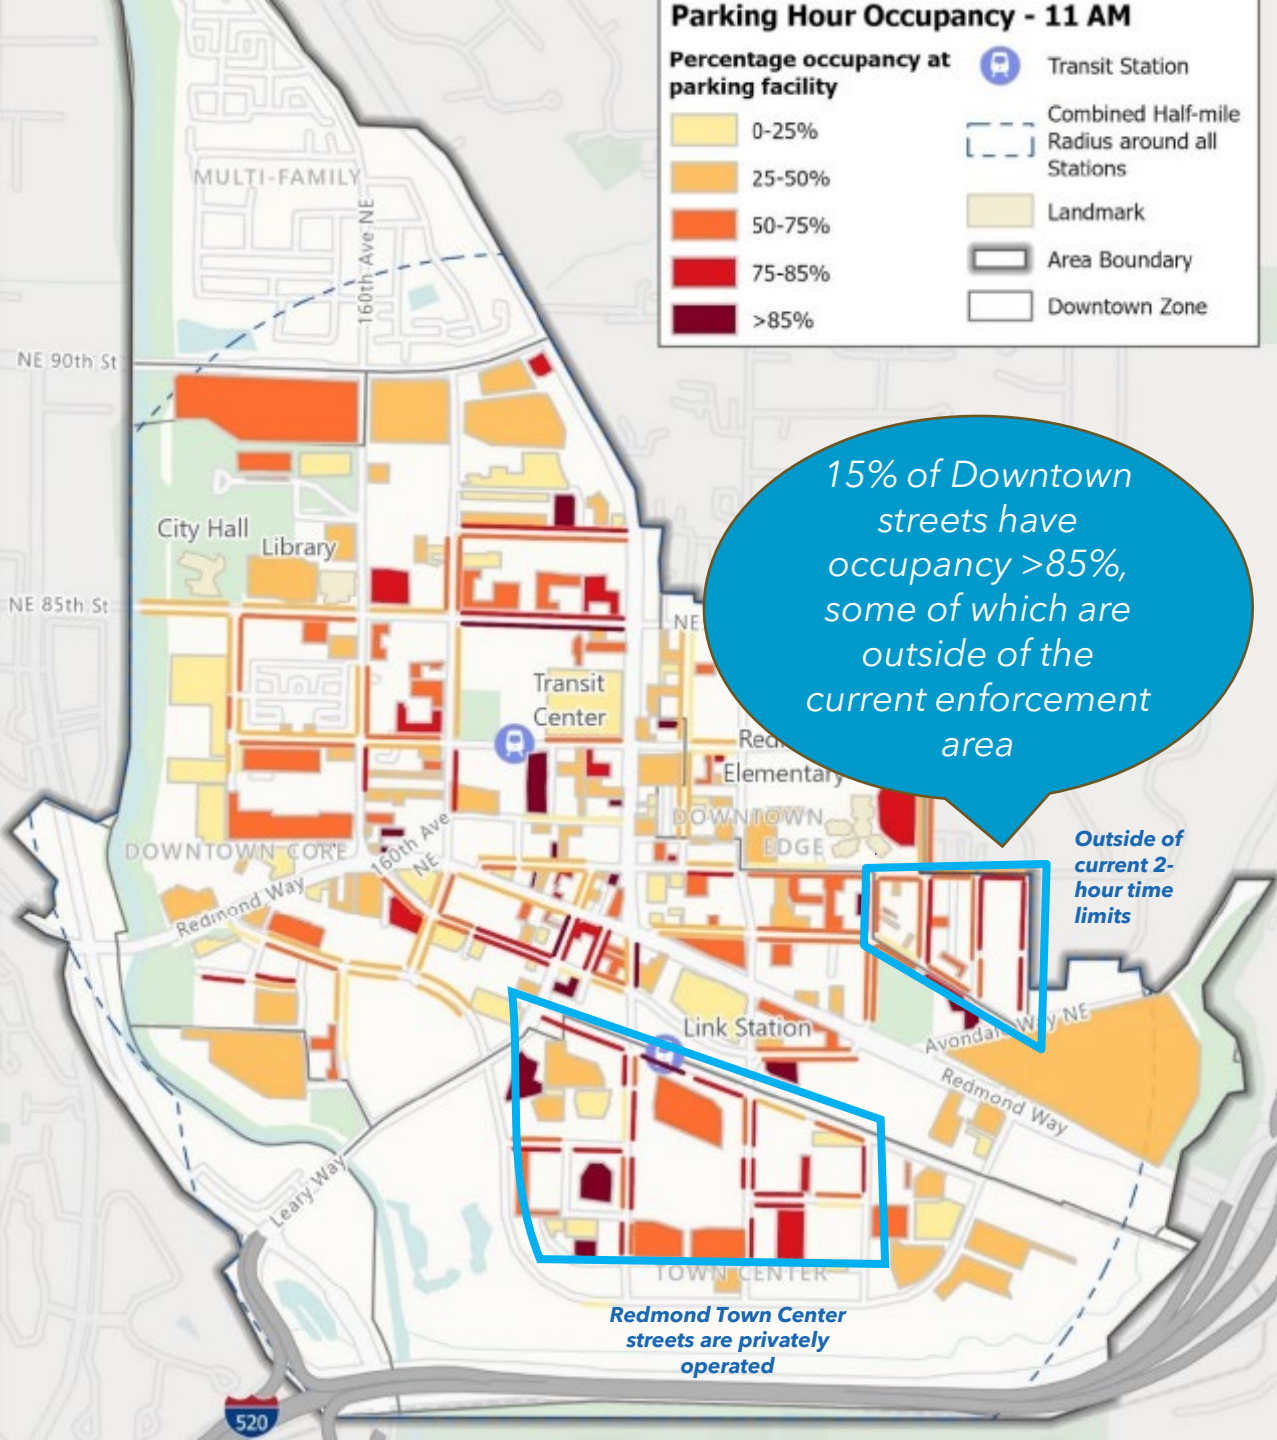 Parking Hour Occupancy - 11 AM
Percentage occupancy at
parking facility
0-25%
25-50%
50-75%
75-85%
>85%
Transit Station
Combined Half-mile
Radius around all
Stations
Landmark
Area Boundary
Downtown Zone
MULTI-FAMILY
160th Ave NE
NE 90th St
City Hall
Library
NE 85th St
NE
15% of Downtown
streets have
occupancy >85%,
some of which are
outside of the
current enforcement
area
Transit
Center
Elementary
DOWNTOWN
EDGE
DOWNTOWN CORE
160th Ave
NE
Redmond Way
Outside of
current 2-
hour time
limits
Link Station
Avondale Way NE
Redmond Way
Leary Way
TOWN CENTER
Redmond Town Center
streets are privately
operated
520